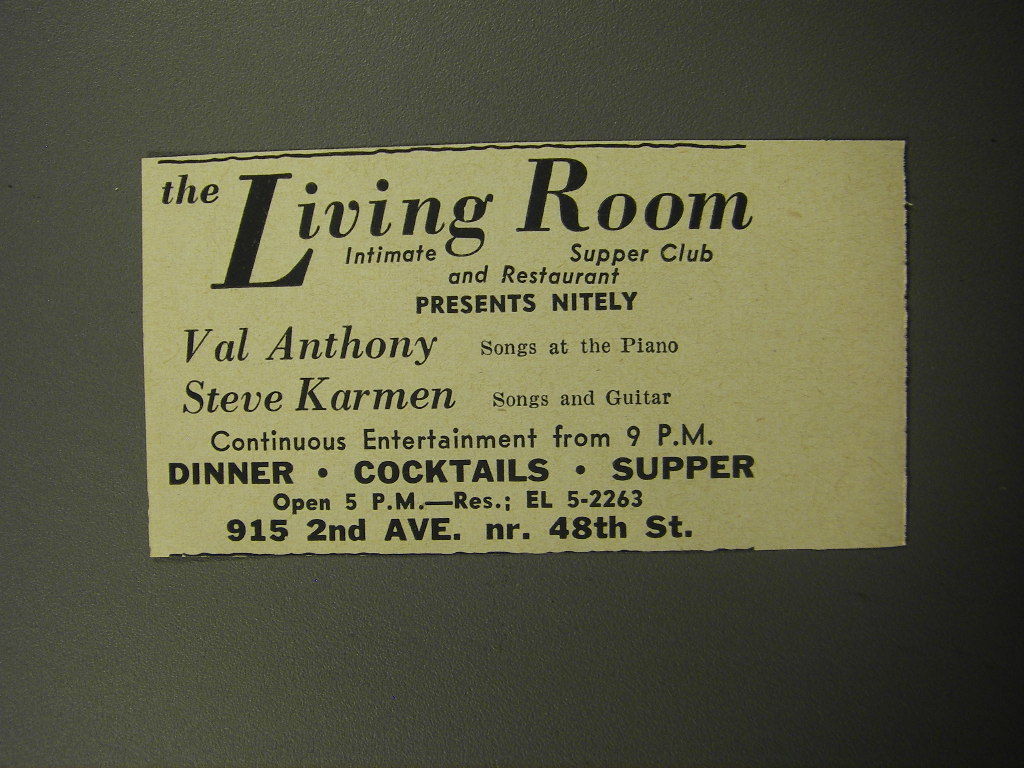 the Living Room
Intimate Supper Club
and Restaurant
PRESENTS NITELY
Val Anthony Songs at the Piano
Steve Karmen Songs and Guitar
Continuous Entertainment from 9 P.M.
DINNER • COCKTAILS • SUPPER
Open 5 P.M.—Res.; EL 5-2263
915 2nd AVE. nr. 48th St.